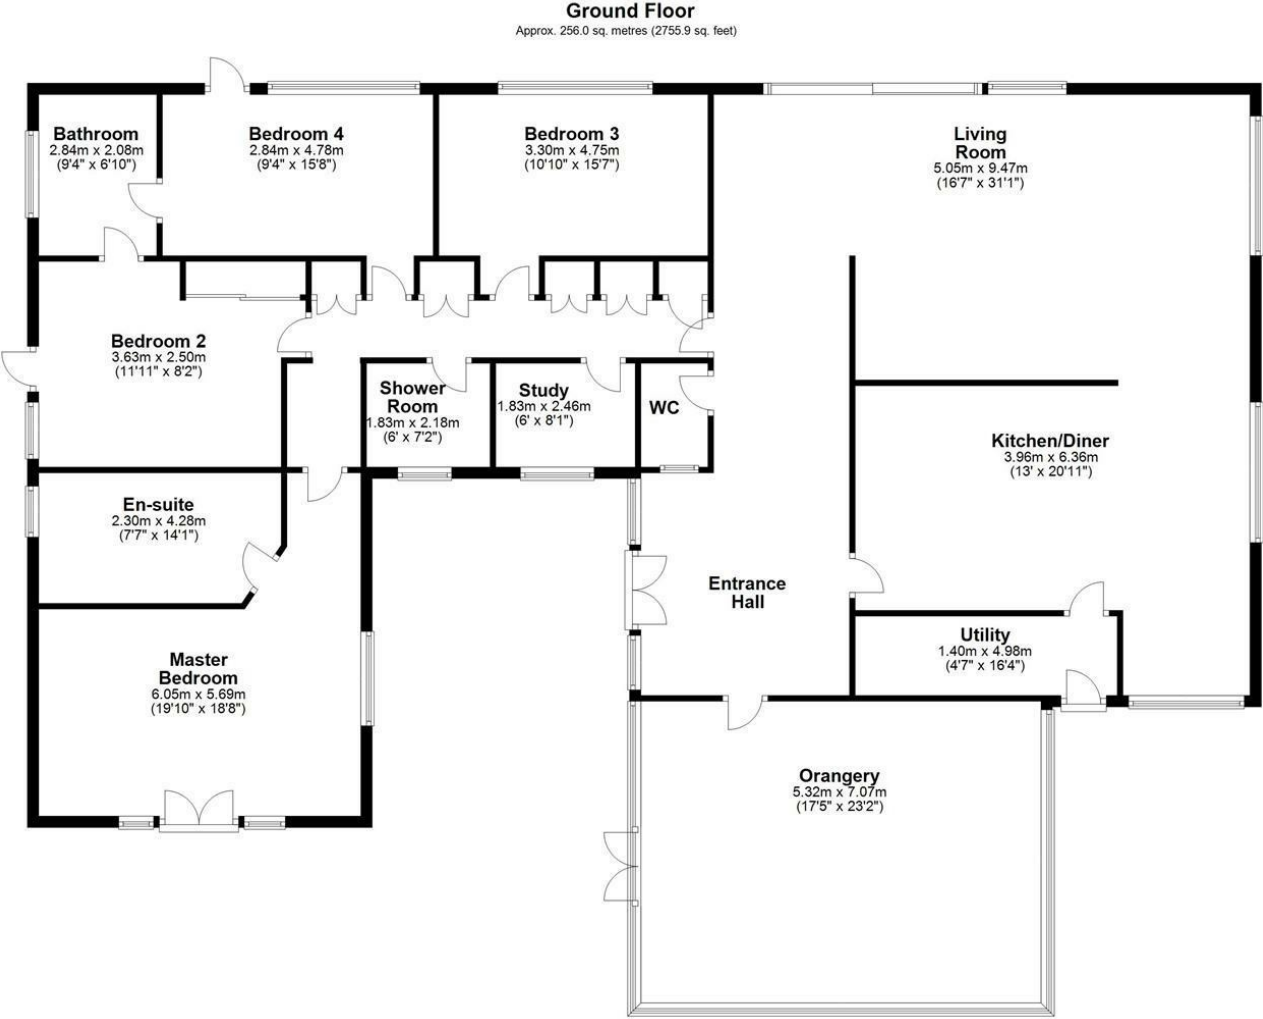 Ground Floor
Approx. 256.0 sq. metres (2755.9 sq. feet)
Bathroom
2.84m x 2.08m
(9'4" x 6'10")
Bedroom 4
2.84m x 4.78m
(9'4" x 15'8")
Bedroom 3
3.30m x 4.75m
(10'10" x 15'7")
Living
Room
5.05m x 9.47m
(16'7" x 31'1")
Bedroom 2
3.63m x 2.50m
(11'11" x 8'2")
Shower
Room
1.83m x 2.18m
(6' x 7'2")
Study
1.83m x 2.46m
(6' x 8'1")
WC
Kitchen/Diner
3.96m x 6.36m
(13' x 20'11")
En-suite
2.30m x 4.28m
(7'7" x 14'1")
Entrance
Hall
Utility
1.40m x 4.98m
(4'7" x 16'4")
Master
Bedroom
6.05m x 5.69m
(19'10" x 18'8")
Orangery
5.32m x 7.07m
(17'5" x 23'2")